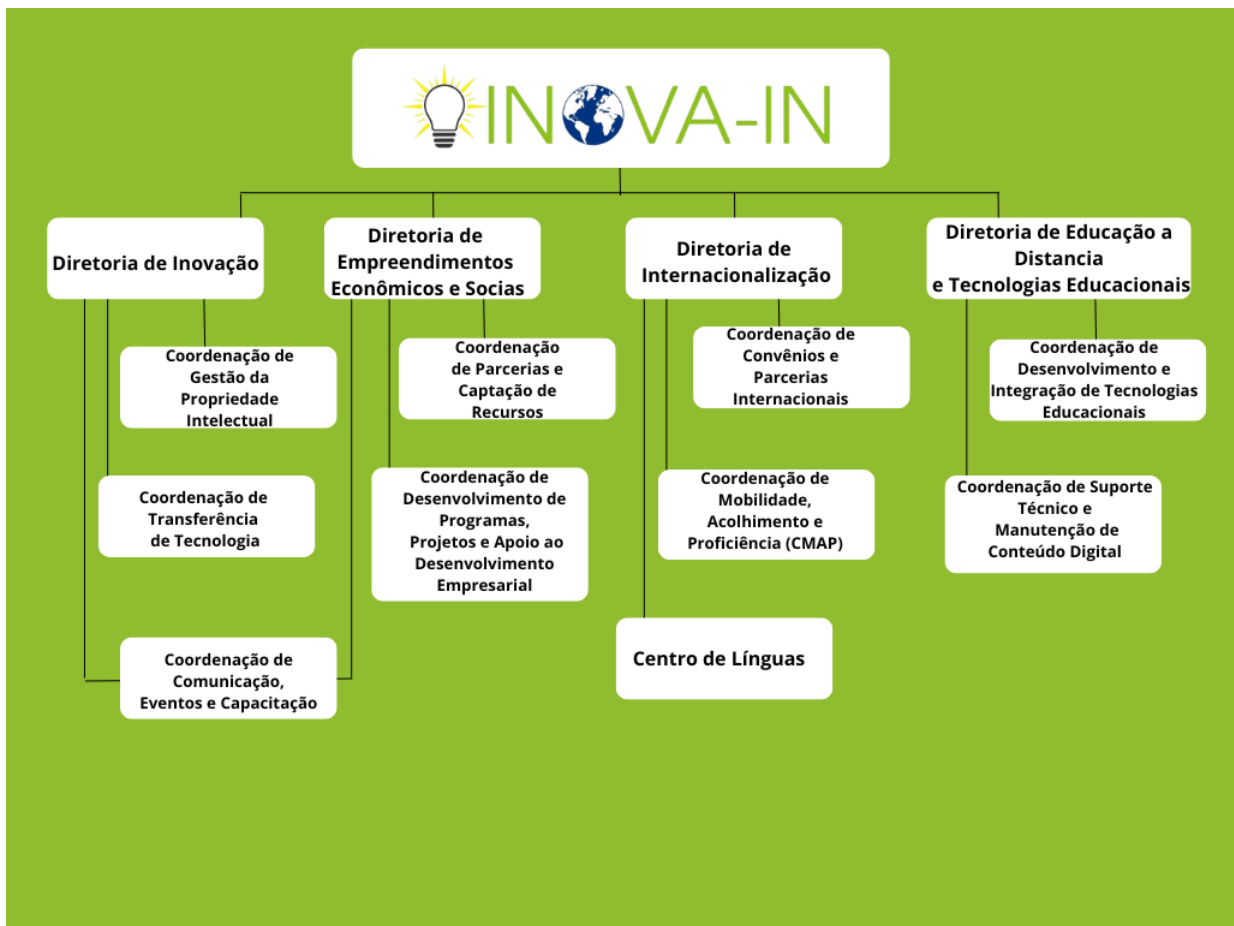 INOVA-IN
Diretoria de Inovação
Diretoria de
Empreendimentos
Econômicos e Socias
Diretoria de
Internacionalização
Diretoria de Educação a
Distancia
e Tecnologias Educacionais
Coordenação de
Gestão da
Propriedade
Intelectual
Coordenação
de Parcerias e
Captação de
Recursos
Coordenação de
Convênios e
Parcerias
Internacionais
Coordenação de
Desenvolvimento e
Integração de Tecnologias
Educacionais
Coordenação de
Transferência
de Tecnologia
Coordenação de
Desenvolvimento de
Programas,
Projetos e Apoio ao
Desenvolvimento
Empresarial
Coordenação de
Mobilidade,
Acolhimento e
Proficiência (CMAP)
Coordenação de Suporte
Técnico e
Manutenção de
Conteúdo Digital
Coordenação de
Comunicação,
Eventos e Capacitação
Centro de Línguas